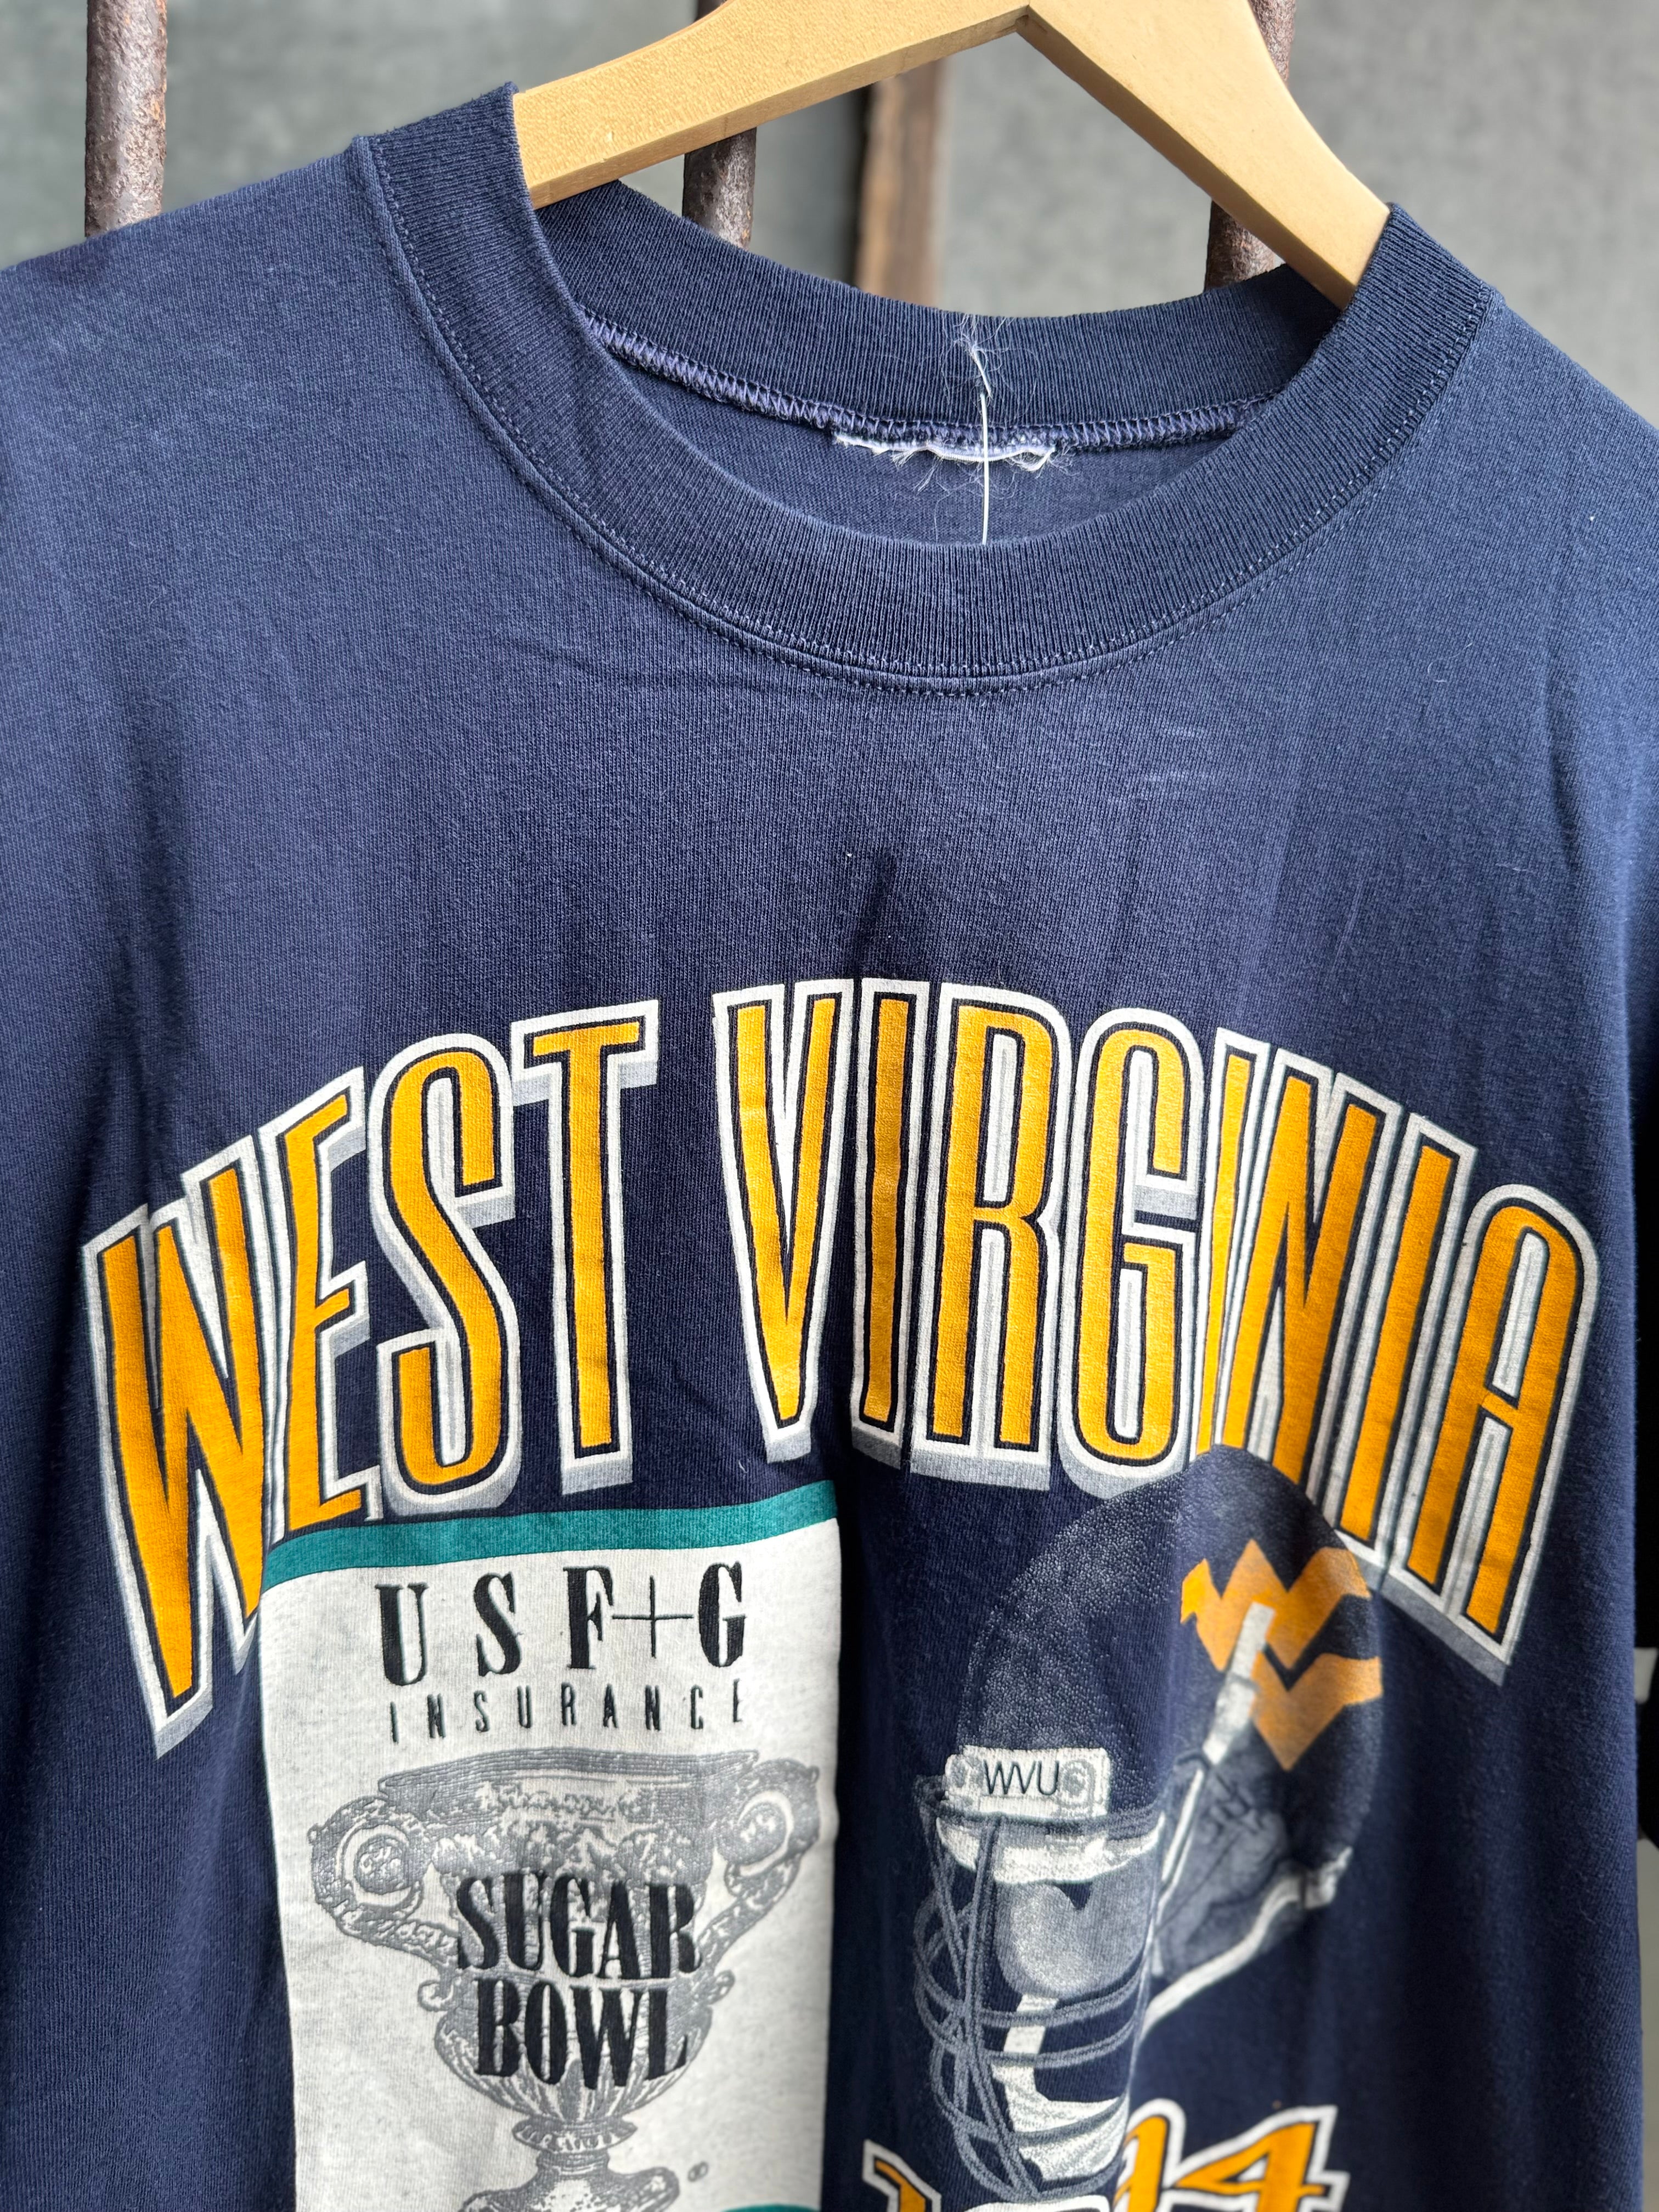 WEST VIRGINIA
USF+G
INSURANCE
WVU
SUGAR
BOWL